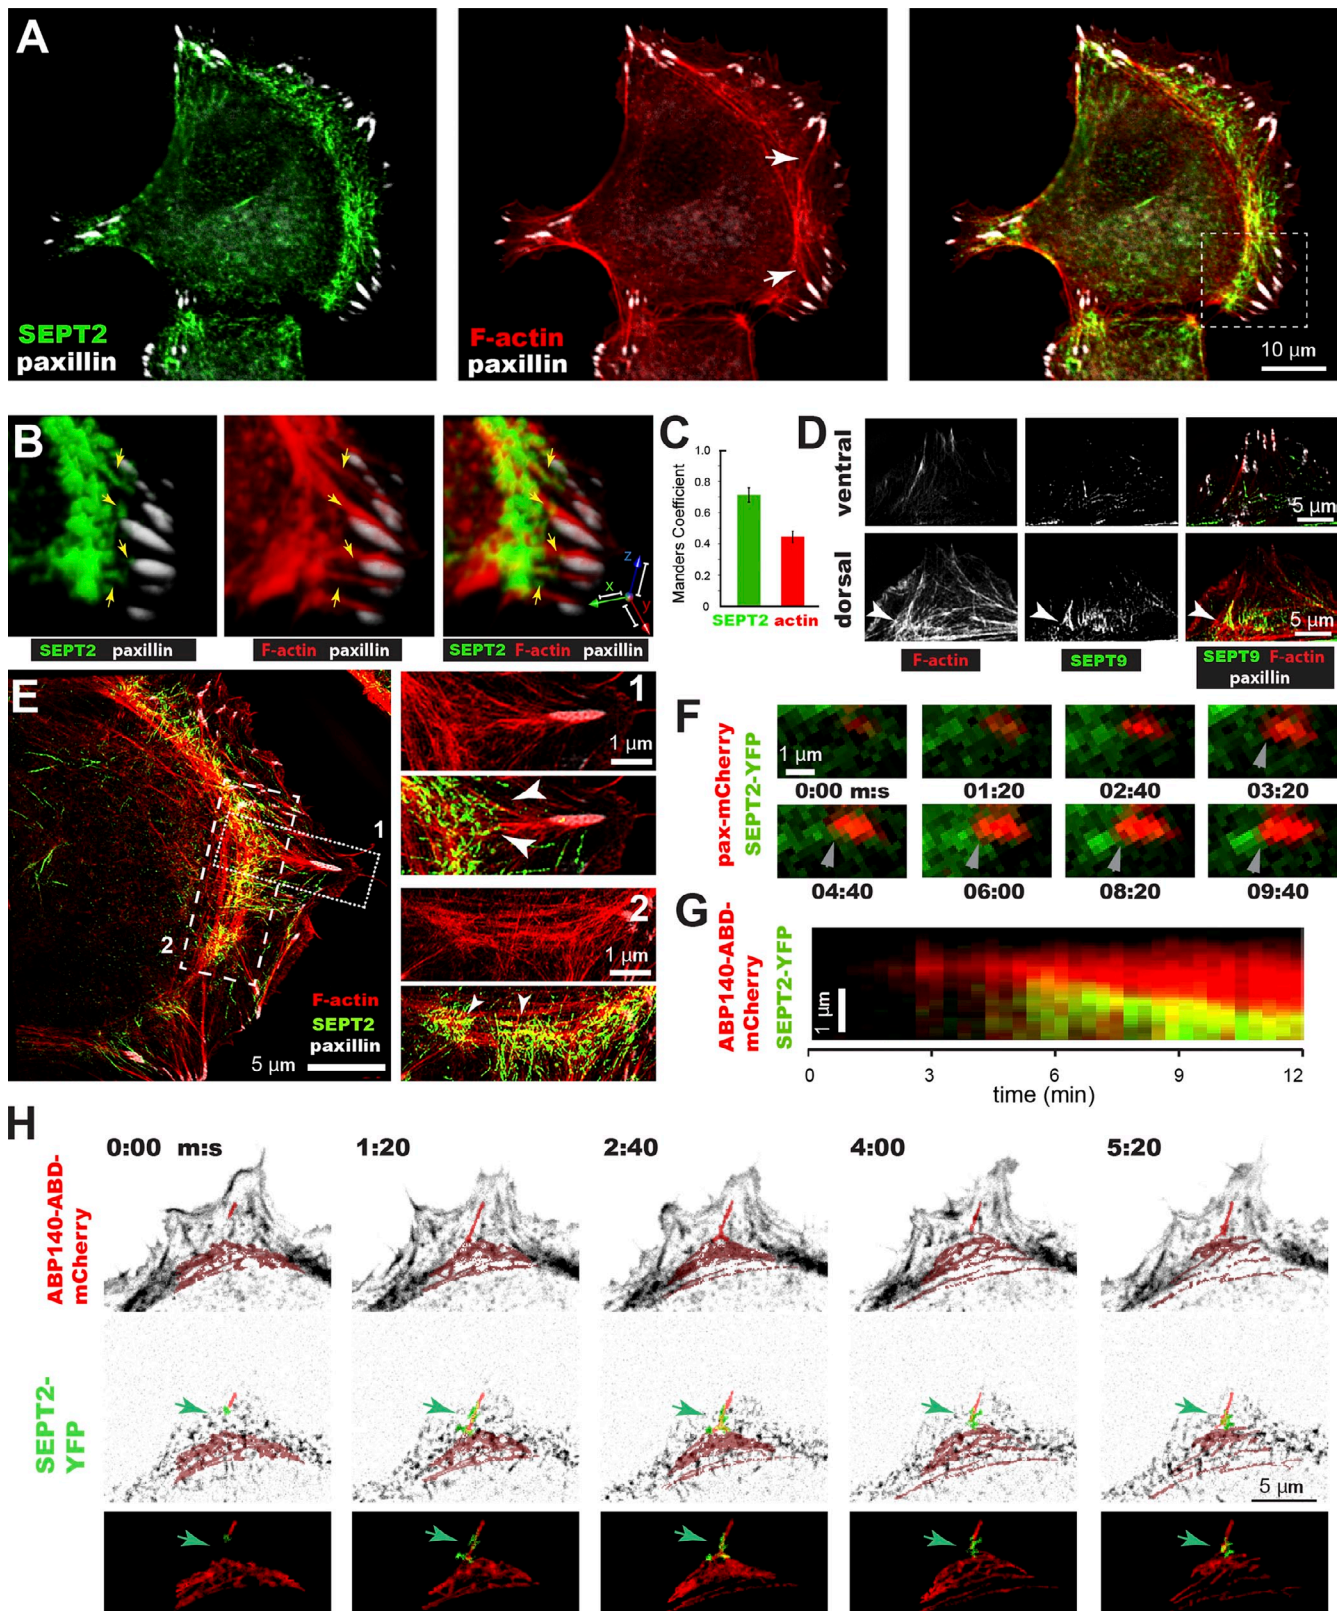 A
SEPT2
paxillin
F-actin
paxillin
10 µm
B
SEPT2 paxillin
F-actin paxillin
SEPT2 F-actin paxillin
x
z
y
C
Manders Coefficient
1.0
0.8
0.6
0.4
0.2
0
SEPT2 actin
D
ventral
dorsal
5 µm
5 µm
F-actin
SEPT9
SEPT9 F-actin
paxillin
E
1
2
F-actin
SEPT2
paxillin
5 µm
1
1 µm
2
1 µm
F
pax-mCherry
SEPT2-YFP
1 µm
0:00 m:s
01:20
02:40
03:20
04:40
06:00
08:20
09:40
G
ABP140-ABD-
mCherry
SEPT2-YFP
1 µm
0
3
6
9
12
time (min)
H
0:00 m:s
1:20
2:40
4:00
5:20
ABP140-ABD-
mCherry
SEPT2-
YFP
5 µm